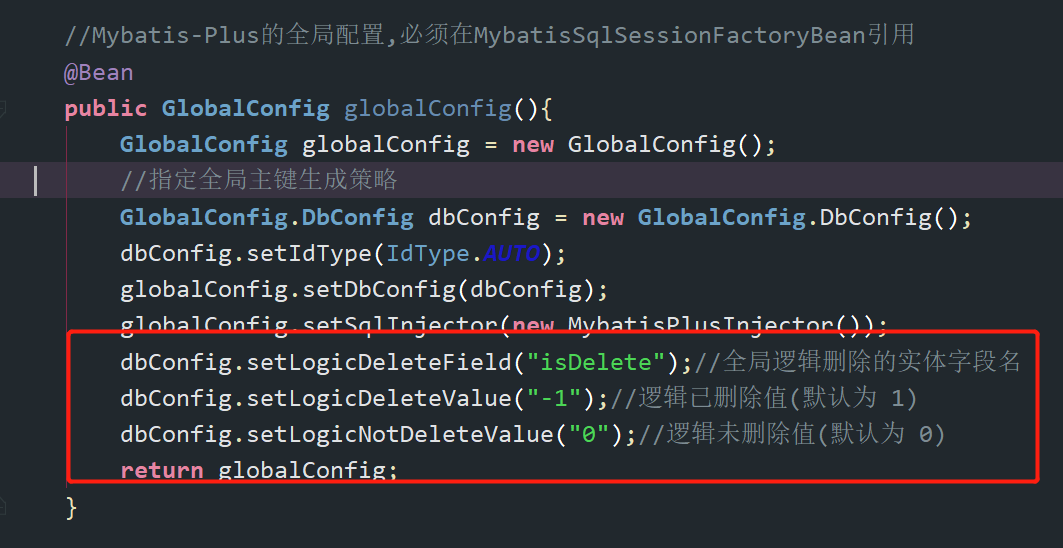 //Mybatis-Plus的全局配置,必须在MybatisSqlSessionFactoryBean引用
@Bean
public GlobalConfig globalConfig(){
GlobalConfig globalConfig = new GlobalConfig();
//指定全局主键生成策略
GlobalConfig.DbConfig dbConfig = new GlobalConfig.DbConfig();
dbConfig.setIdType(IdType.AUTO);
globalConfig.setDbConfig(dbConfig);
globalConfig.setSqlInjector(new MybatisPlusInjector());
dbConfig.setLogicDeleteField("isDelete");//全局逻辑删除的实体字段名
dbConfig.setLogicDeleteValue("-1");//逻辑已删除值(默认为 1)
dbConfig.setLogicNotDeleteValue("0");//逻辑未删除值(默认为 0)
return globalConfig;
}